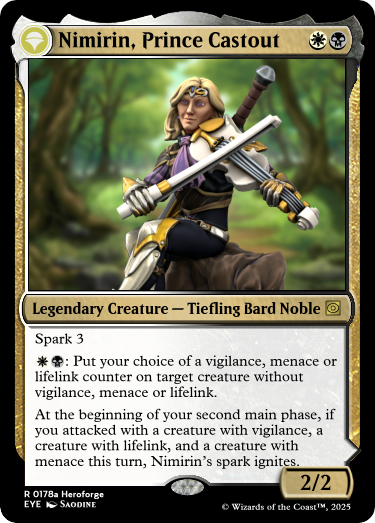 Nimirin, Prince Castout
Legendary Creature — Tiefling Bard Noble
Spark 3
: Put your choice of a vigilance, menace or
lifelink counter on target creature without
vigilance, menace or lifelink.
At the beginning of your second main phase, if
you attacked with a creature with vigilance, a
creature with lifelink, and a creature with
menace this turn, Nimirin's spark ignites.
2/2
R 0178a Heroforge
EYE Saodine
© Wizards of the Coast™, 2025